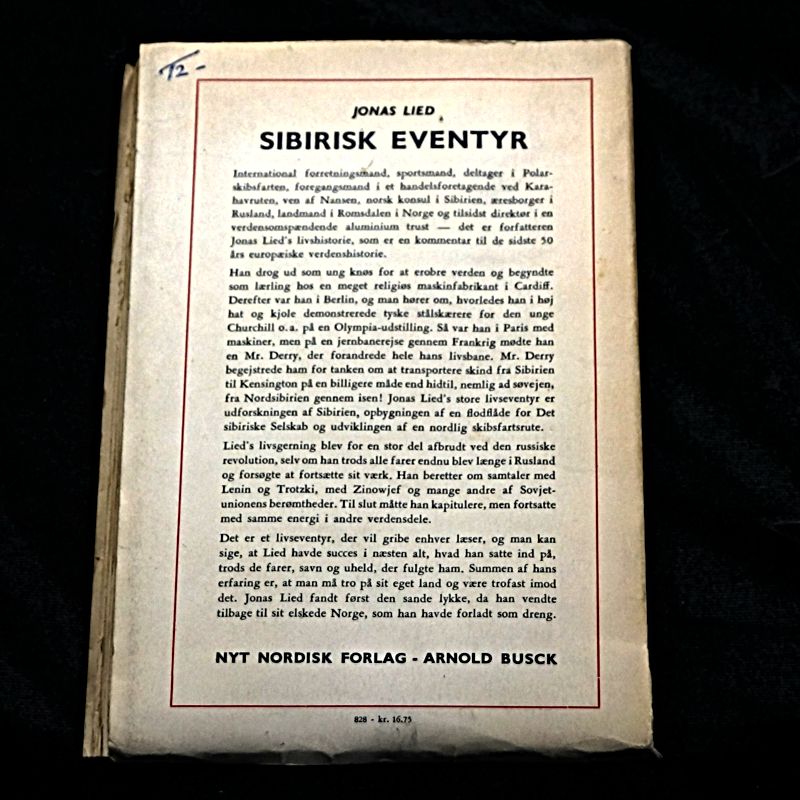 12-
JONAS LIED
SIBIRISK EVENTYR
International forretningsmand, sportsmand, deltager i Polar-
skibsfarten, foregangsmand i et handelsforetagende ved Kara-
havruten, ven af Nansen, norsk konsul i Sibirien, æresborger i
Rusland, landmand i Romsdalen i Norge og tilsidst direktør i en
verdensomspændende aluminium trust — det er forfatteren
Jonas Lied's livshistorie, som er en kommentar til de sidste 50
års europæiske verdenshistorie.
Han drog ud som ung knøs for at erobre verden og begyndte
som lærling hos en meget religiøs maskinfabrikant i Cardiff.
Derefter var han i Berlin, og man hører om, hvorledes han i høj
hat og kjole demonstrerede tyske stålskærere for den unge
Churchill o.a. på en Olympia-udstilling. Så var han i Paris med
maskiner, men på en jernbanerejse gennem Frankrig mødte han
en Mr. Derry, der forandrede hele hans livsbane. Mr. Derry
begejstrede ham for tanken om at transportere skind fra Sibirien
til Kensington på en billigere måde end hidtil, nemlig ad søvejen,
fra Nordsibirien gennem isen! Jonas Lied's store livseventyr er
udforskningen af Sibirien, opbygningen af en flodflåde for Det
sibiriske Selskab og udviklingen af en nordlig skibsfartsrute.
Lied's livsgerning blev for en stor del afbrudt ved den russiske
revolution, selv om han trods alle farer endnu blev længe i Rusland
og forsøgte at fortsætte sit værk. Han beretter om samtaler med
Lenin og Trotzki, med Zinowjef og mange andre af Sovjet-
unionens berømtheder. Til slut måtte han kapitulere, men fortsatte
med samme energi i andre verdensdele.
Det er et livseventyr, der vil gribe enhver læser, og man kan
sige, at Lied havde succes i næsten alt, hvad han satte ind på,
trods de farer, savn og uheld, der fulgte ham. Summen af hans
erfaring er, at man må tro på sit eget land og være trofast imod
det. Jonas Lied fandt først den sande lykke, da han vendte
tilbage til sit elskede Norge, som han havde forladt som dreng.
NYT NORDISK FORLAG - ARNOLD BUSCK
828 - kr. 16.75